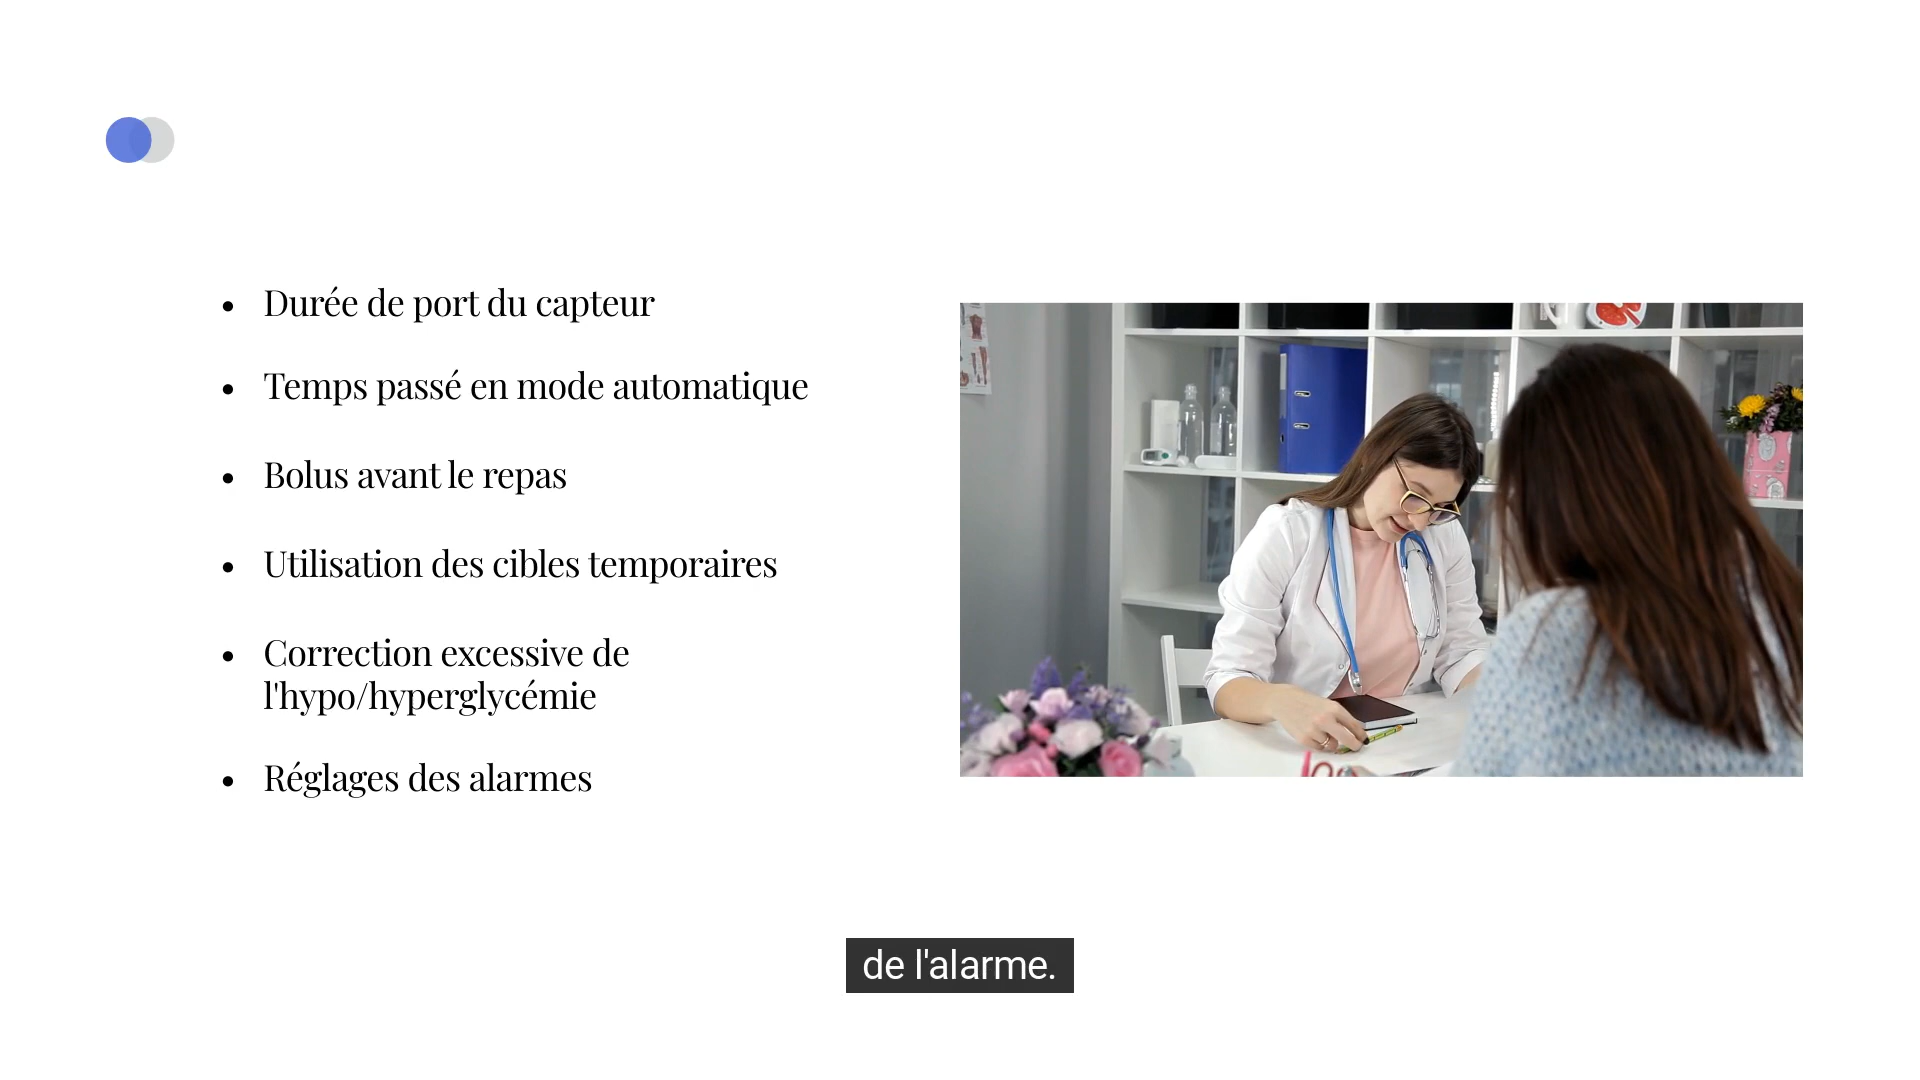 Durée de port du capteur
Temps passé en mode automatique
Bolus avant le repas
Utilisation des cibles temporaires
Correction excessive de
l'hypo/hyperglycémie
Réglages des alarmes
de l'alarme.